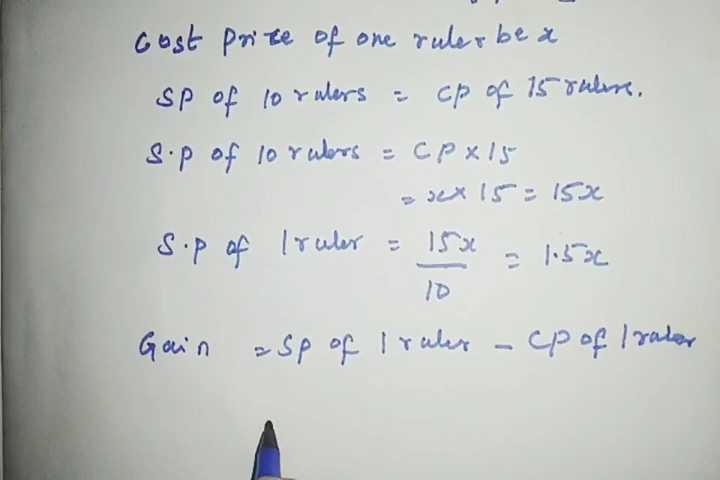 Cost price of one ruler be x
SP of 10 rulers = CP of 15 rulers.
S.P of 10 rulers = CP x 15
= x x 15 = 15x
S.P of 1 ruler = 15x/10 = 1.5x
Gain = SP of 1 ruler - CP of 1 ruler